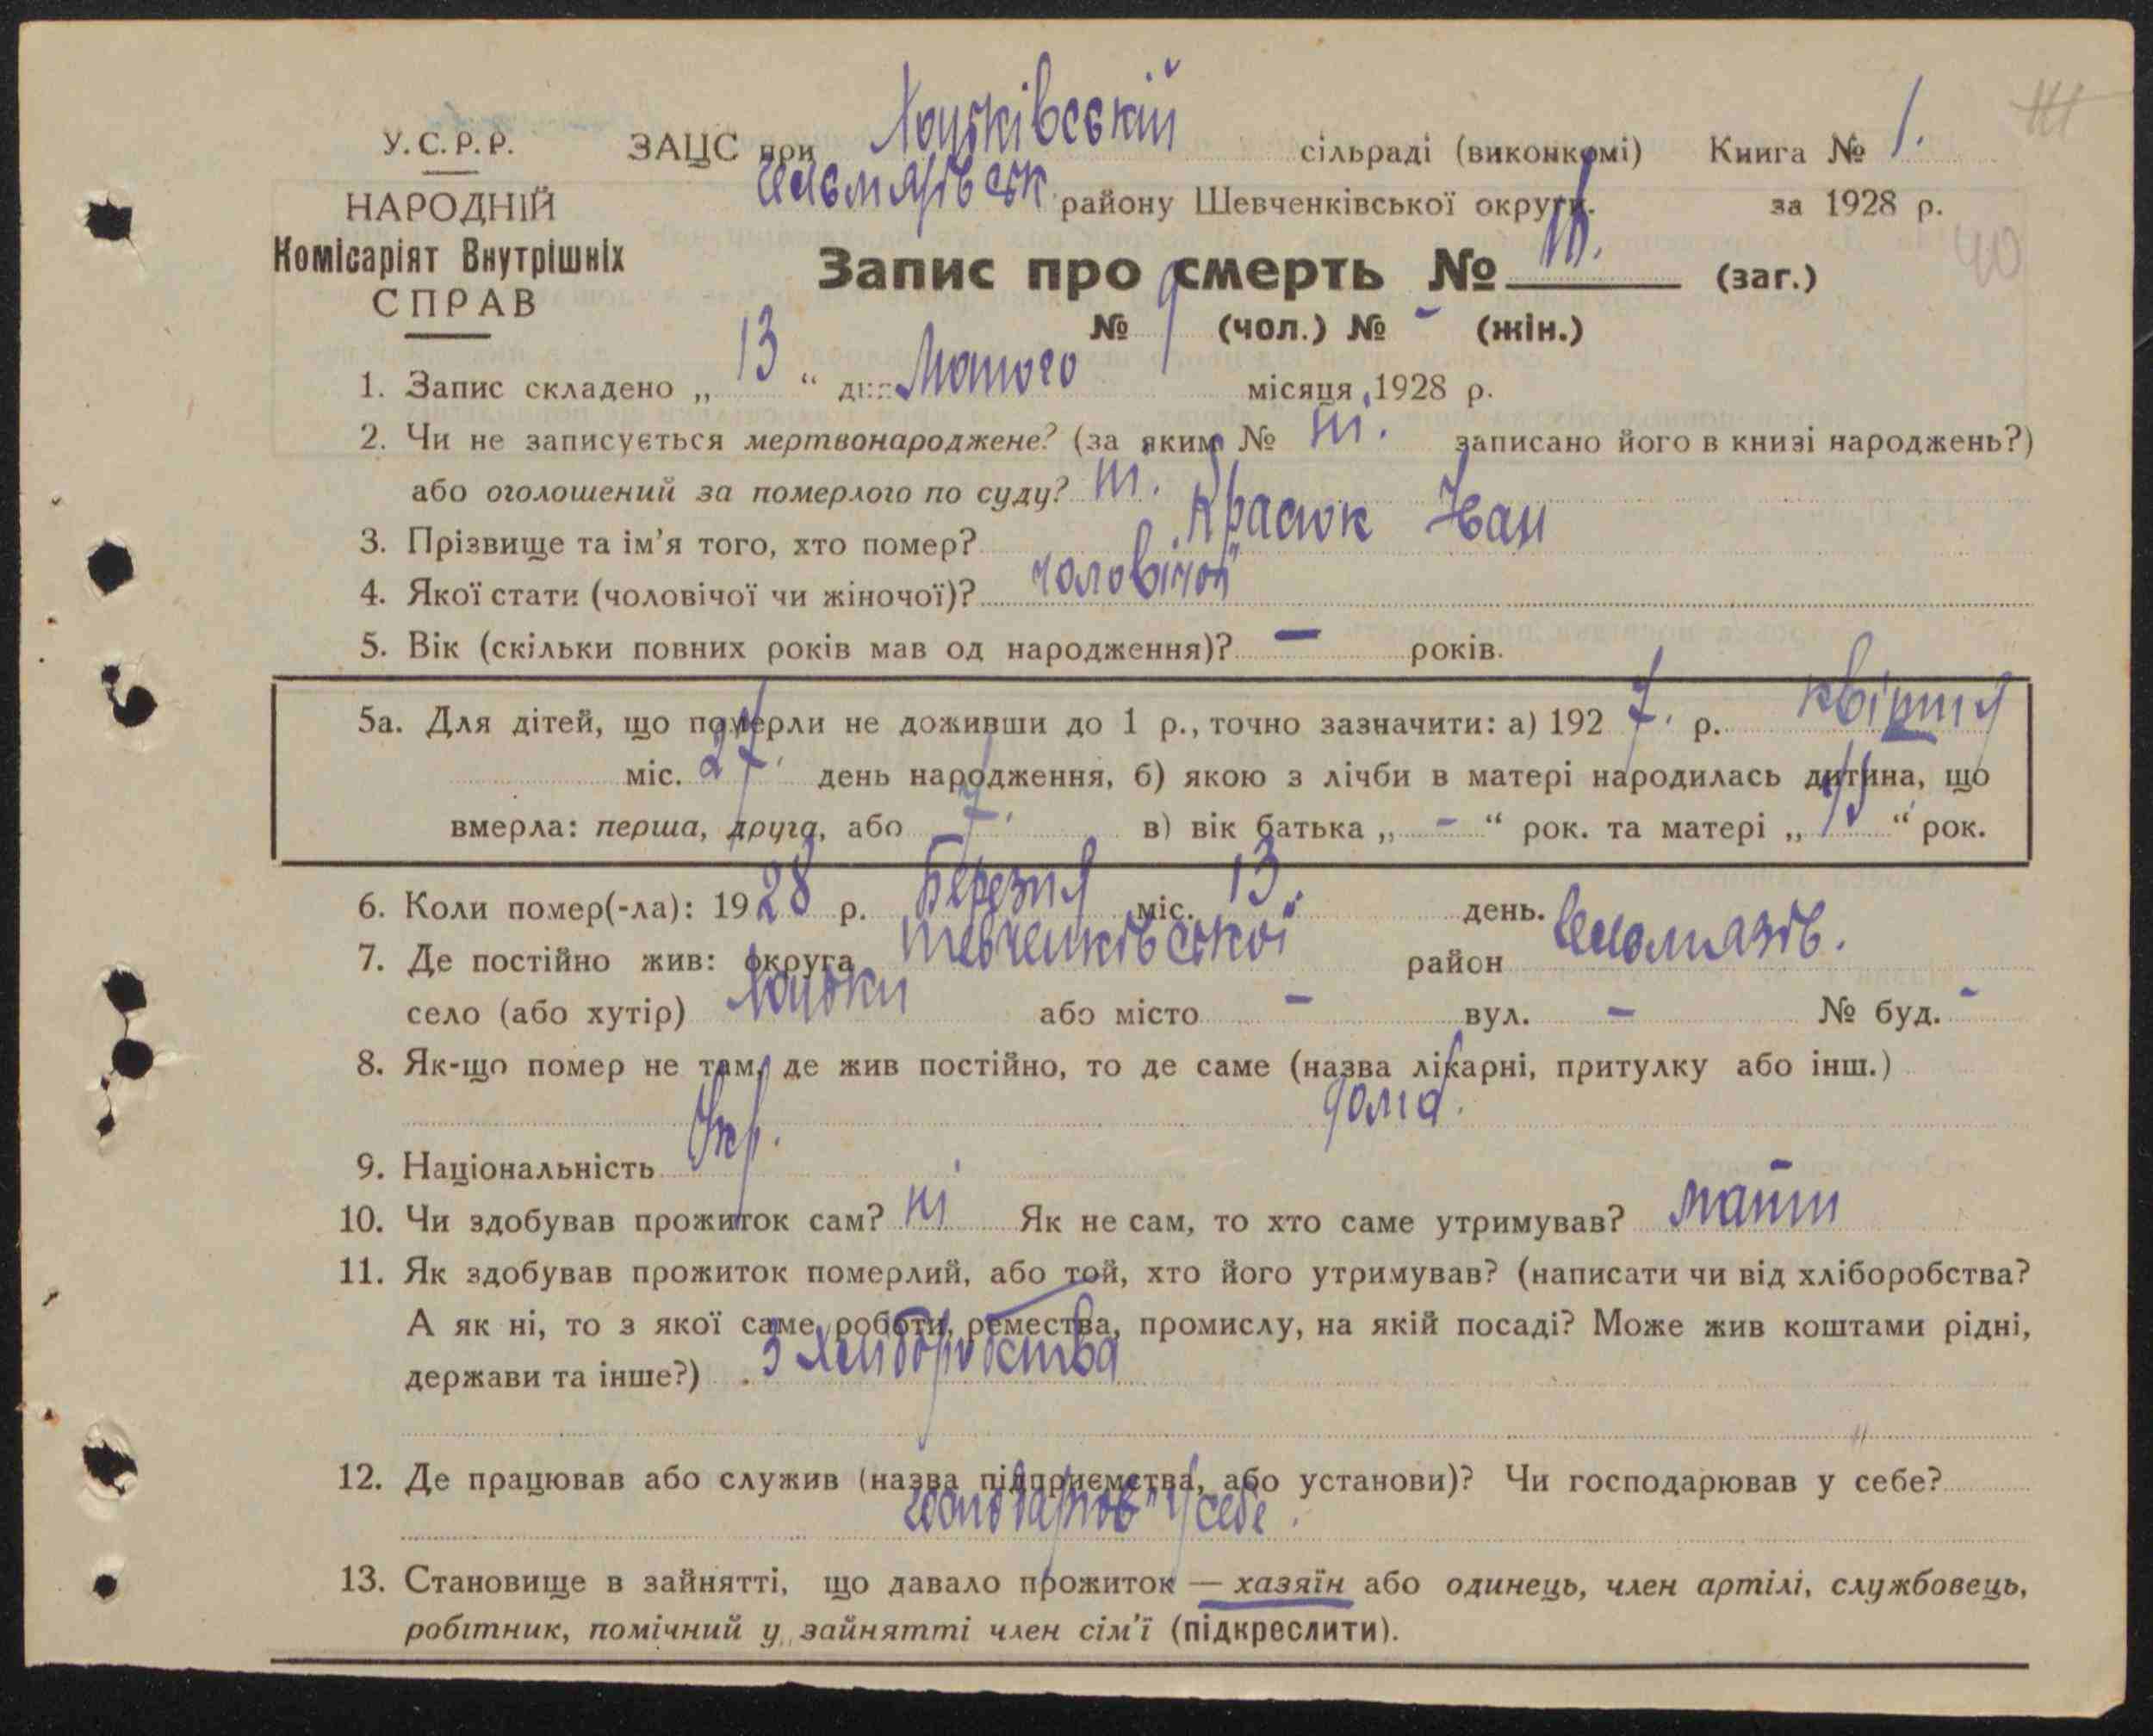 У.С.Р.Р.
НАРОДНІЙ
Комісаріят Внутрішніх
СПРАВ
ЗАЦС при Хоцьківській сільраді (виконкомі) Книга № 1.
району Шевченківської округи. за 1928 р.
40
Запис про смерть № (заг.)
№ 9 (чол.) № - (жін.)
1. Запис складено „ 13 “ дня місяця 1928 р.
2. Чи не записується мертвонароджене? (за яким № ні. записано його в книзі народжень?)
або оголошений за померлого по суду? ні.
3. Прізвище та ім’я того, хто помер? Красюк Іван
4. Якої стати (чоловічої чи жіночої)? чоловічої
5. Вік (скільки повних років мав од народження)? — років.
5а. Для дітей, що померли не доживши до 1 р., точно зазначити: а) 192 7. р. квітня
міс. 27. день народження, б) якою з лічби в матері народилась дитина, що
вмерла: перша, друга, або 7. в) вік батька „ - “ рок. та матері „ “ рок.
6. Коли помер(-ла): 19 28 р. Березня міс. 13. день.
7. Де постійно жив: округа Шевченківської район
село (або хутір) Хоцьки або місто — вул. — № буд. -
8. Як-що помер не там, де жив постійно, то де саме (назва лікарні, притулку або інш.)
дома.
9. Національність Укр.
10. Чи здобував прожиток сам? ні Як не сам, то хто саме утримував? мати
11. Як здобував прожиток померлий, або той, хто його утримував? (написати чи від хліборобства?
А як ні, то з якої саме роботи, ремества, промислу, на якій посаді? Може жив коштами рідні,
держави та інше?) З хліборобства
12. Де працював або служив (назва підприємства, або установи)? Чи господарював у себе?
господарюв у себе.
13. Становище в зайнятті, що давало прожиток — хазяїн або одинець, член артілі, службовець,
робітник, помічний у зайнятті член сім’ї (підкреслити).